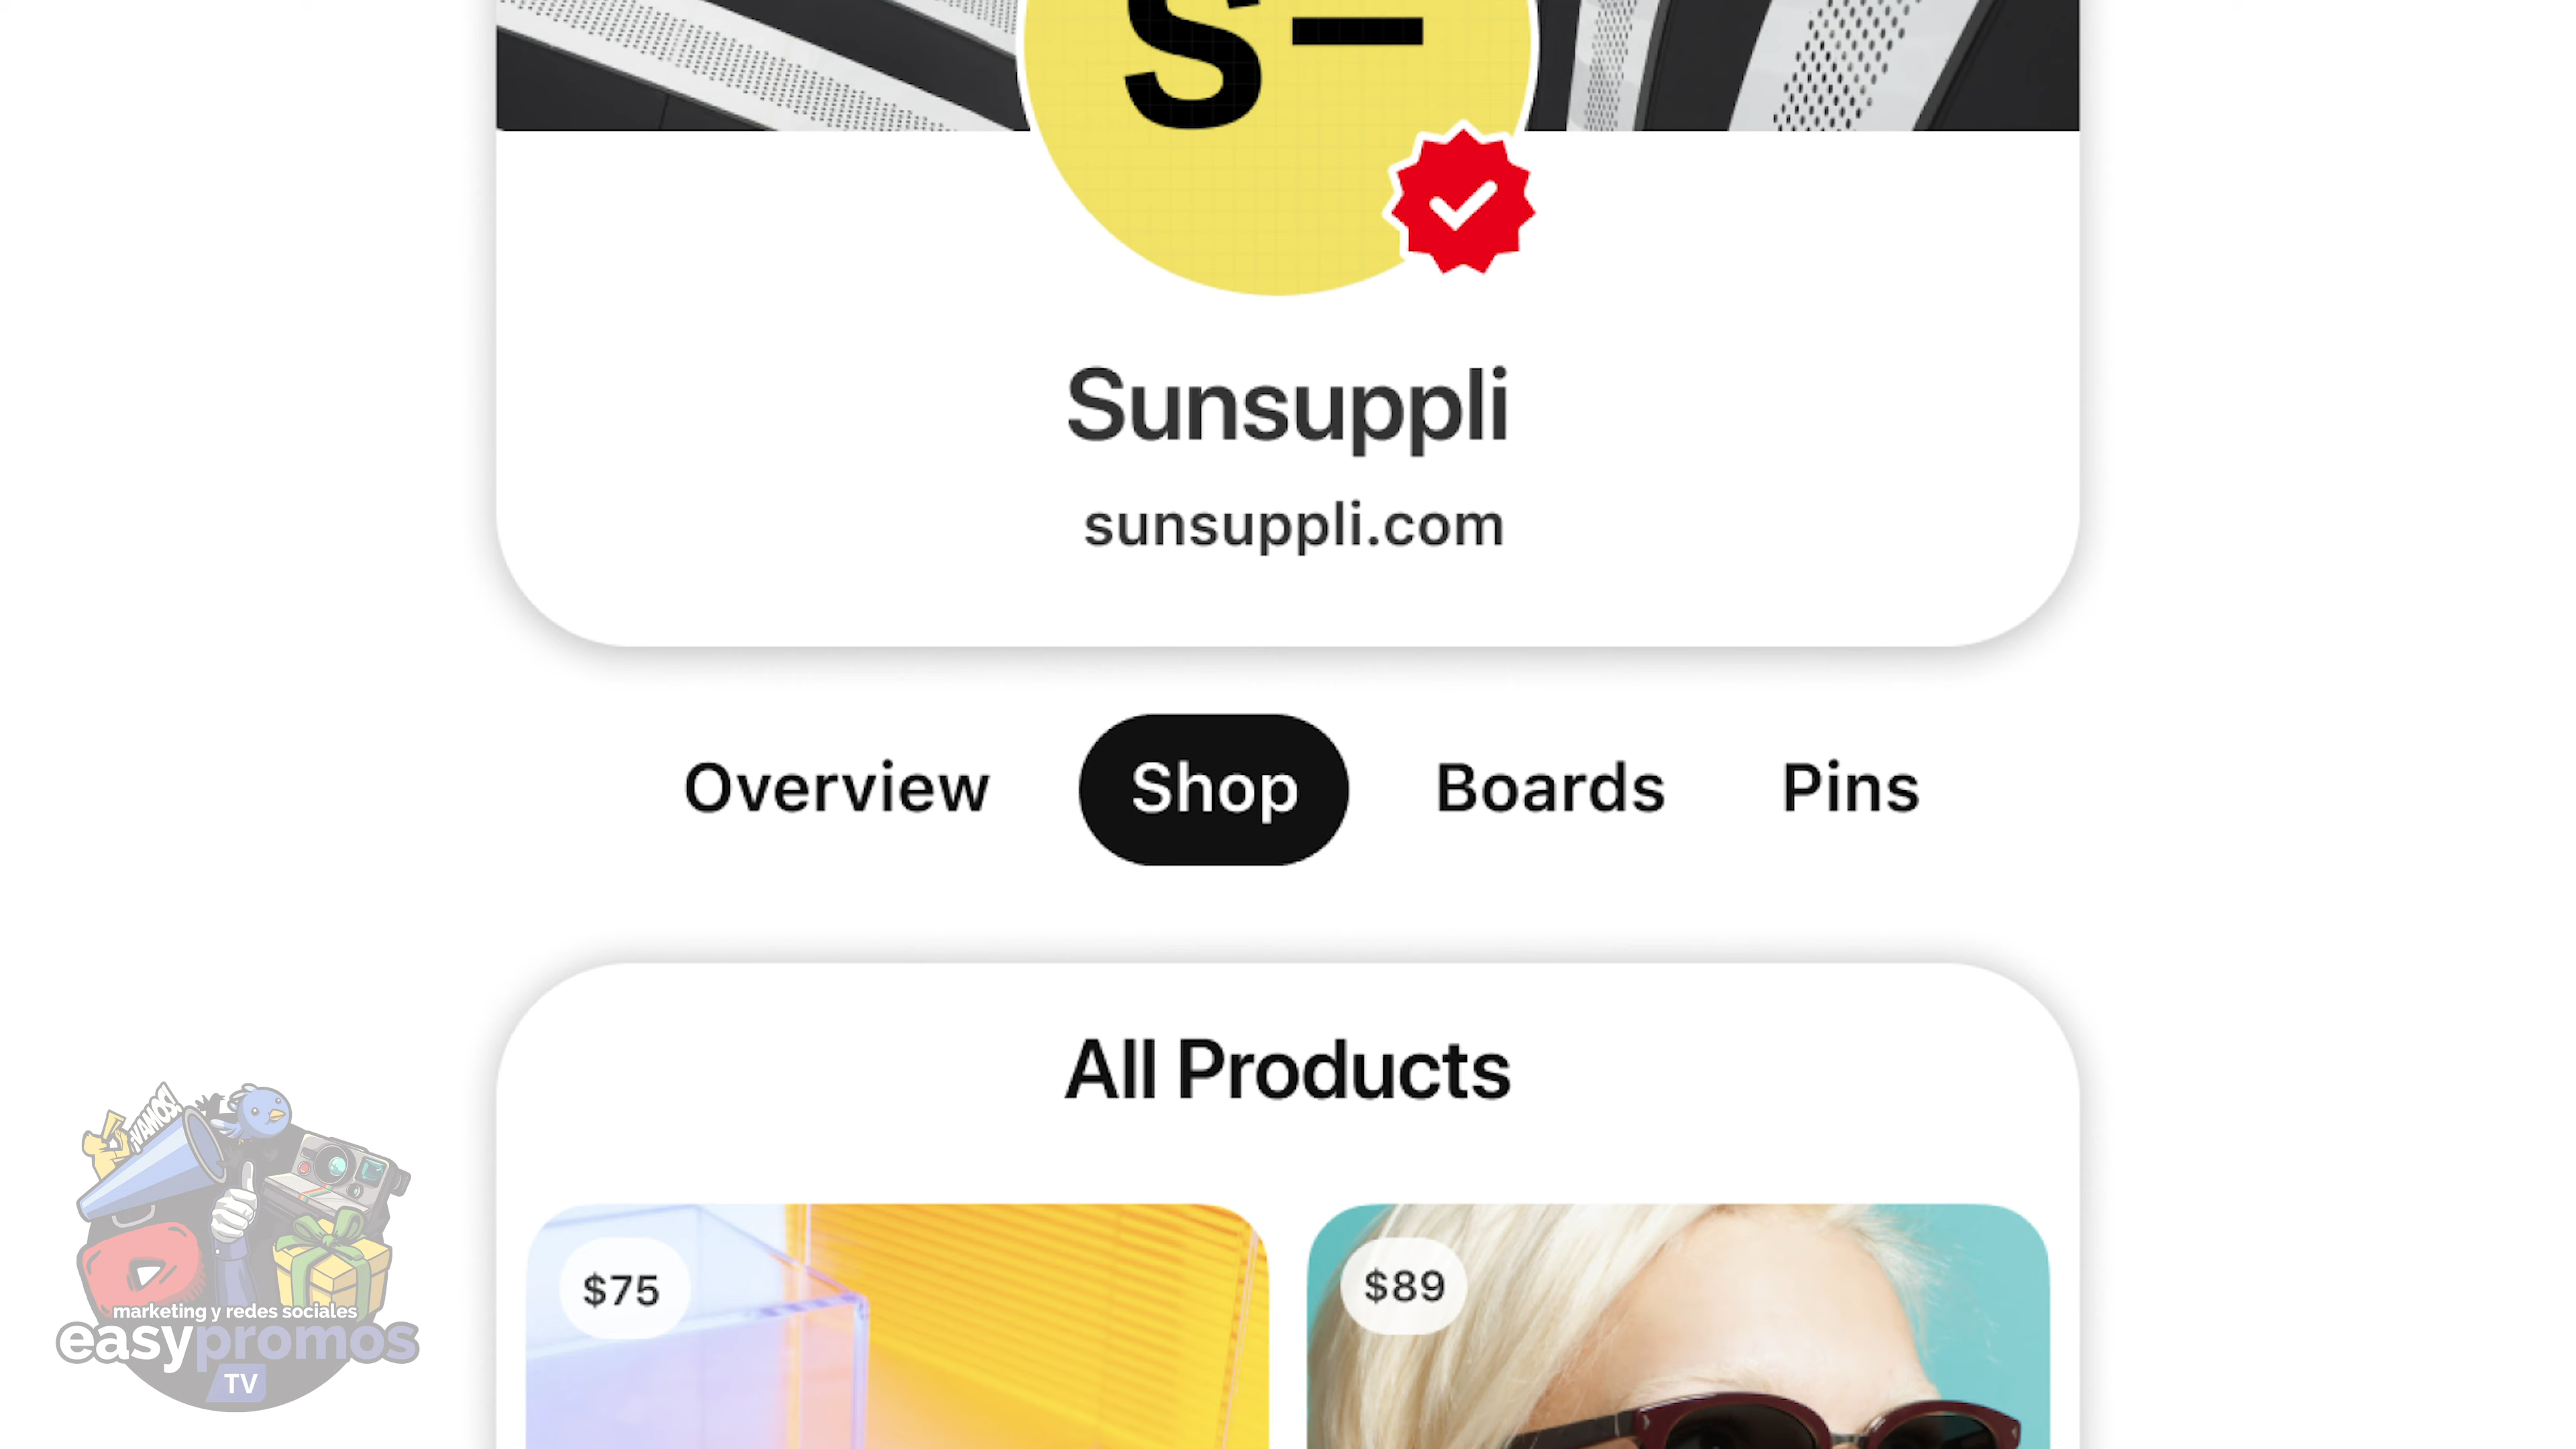 S–
Sunsuppli
sunsuppli.com
Overview Shop Boards Pins
All Products
$75 $89
¡VAMOS!
marketing y redes sociales
easypromos
TV